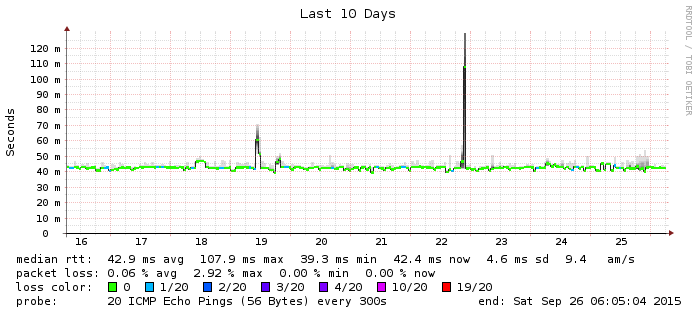 Last 10 Days
RRDTOOL / TOBI OETIKER
Seconds
120 m
110 m
100 m
90 m
80 m
70 m
60 m
50 m
40 m
30 m
20 m
10 m
0 m
16 17 18 19 20 21 22 23 24 25
median rtt: 42.9 ms avg 107.9 ms max 39.3 ms min 42.4 ms now 4.6 ms sd 9.4 am/s
packet loss: 0.06 % avg 2.92 % max 0.00 % min 0.00 % now
loss color: 0 1/20 2/20 3/20 4/20 10/20 19/20
probe: 20 ICMP Echo Pings (56 Bytes) every 300s end: Sat Sep 26 06:05:04 2015